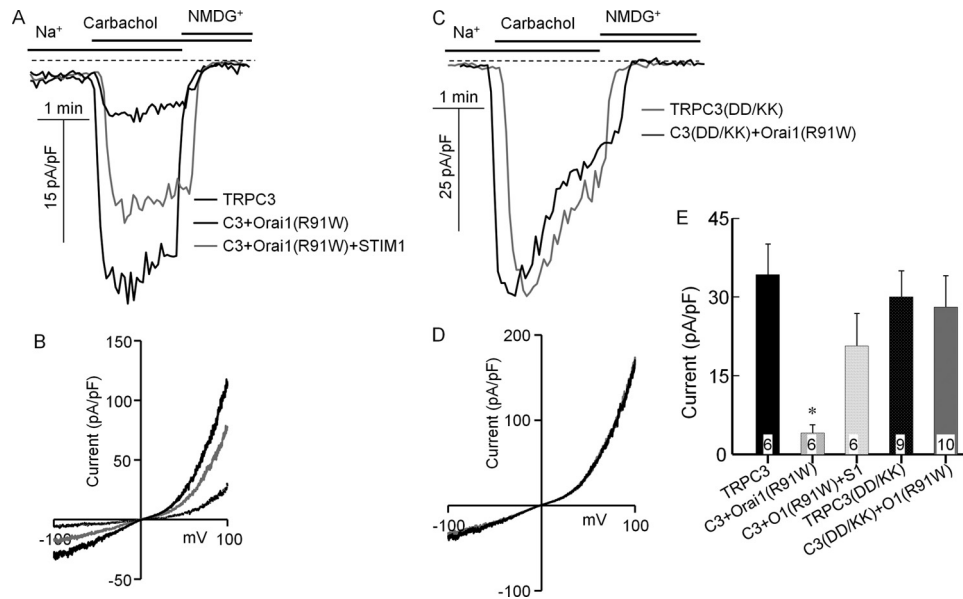 A
Na⁺
Carbachol
NMDG⁺
1 min
15 pA/pF
TRPC3
C3+Orai1(R91W)
C3+Orai1(R91W)+STIM1
C
Na⁺
Carbachol
NMDG⁺
1 min
25 pA/pF
TRPC3(DD/KK)
C3(DD/KK)+Orai1(R91W)
B
Current (pA/pF)
150
100
50
-50
-100
mV
100
D
Current (pA/pF)
200
100
-100
-100
mV
100
E
Current (pA/pF)
45
30
15
0
*
6
6
6
9
10
TRPC3
C3+Orai1(R91W)
C3+O1(R91W)+S1
TRPC3(DD/KK)
C3(DD/KK)+O1(R91W)